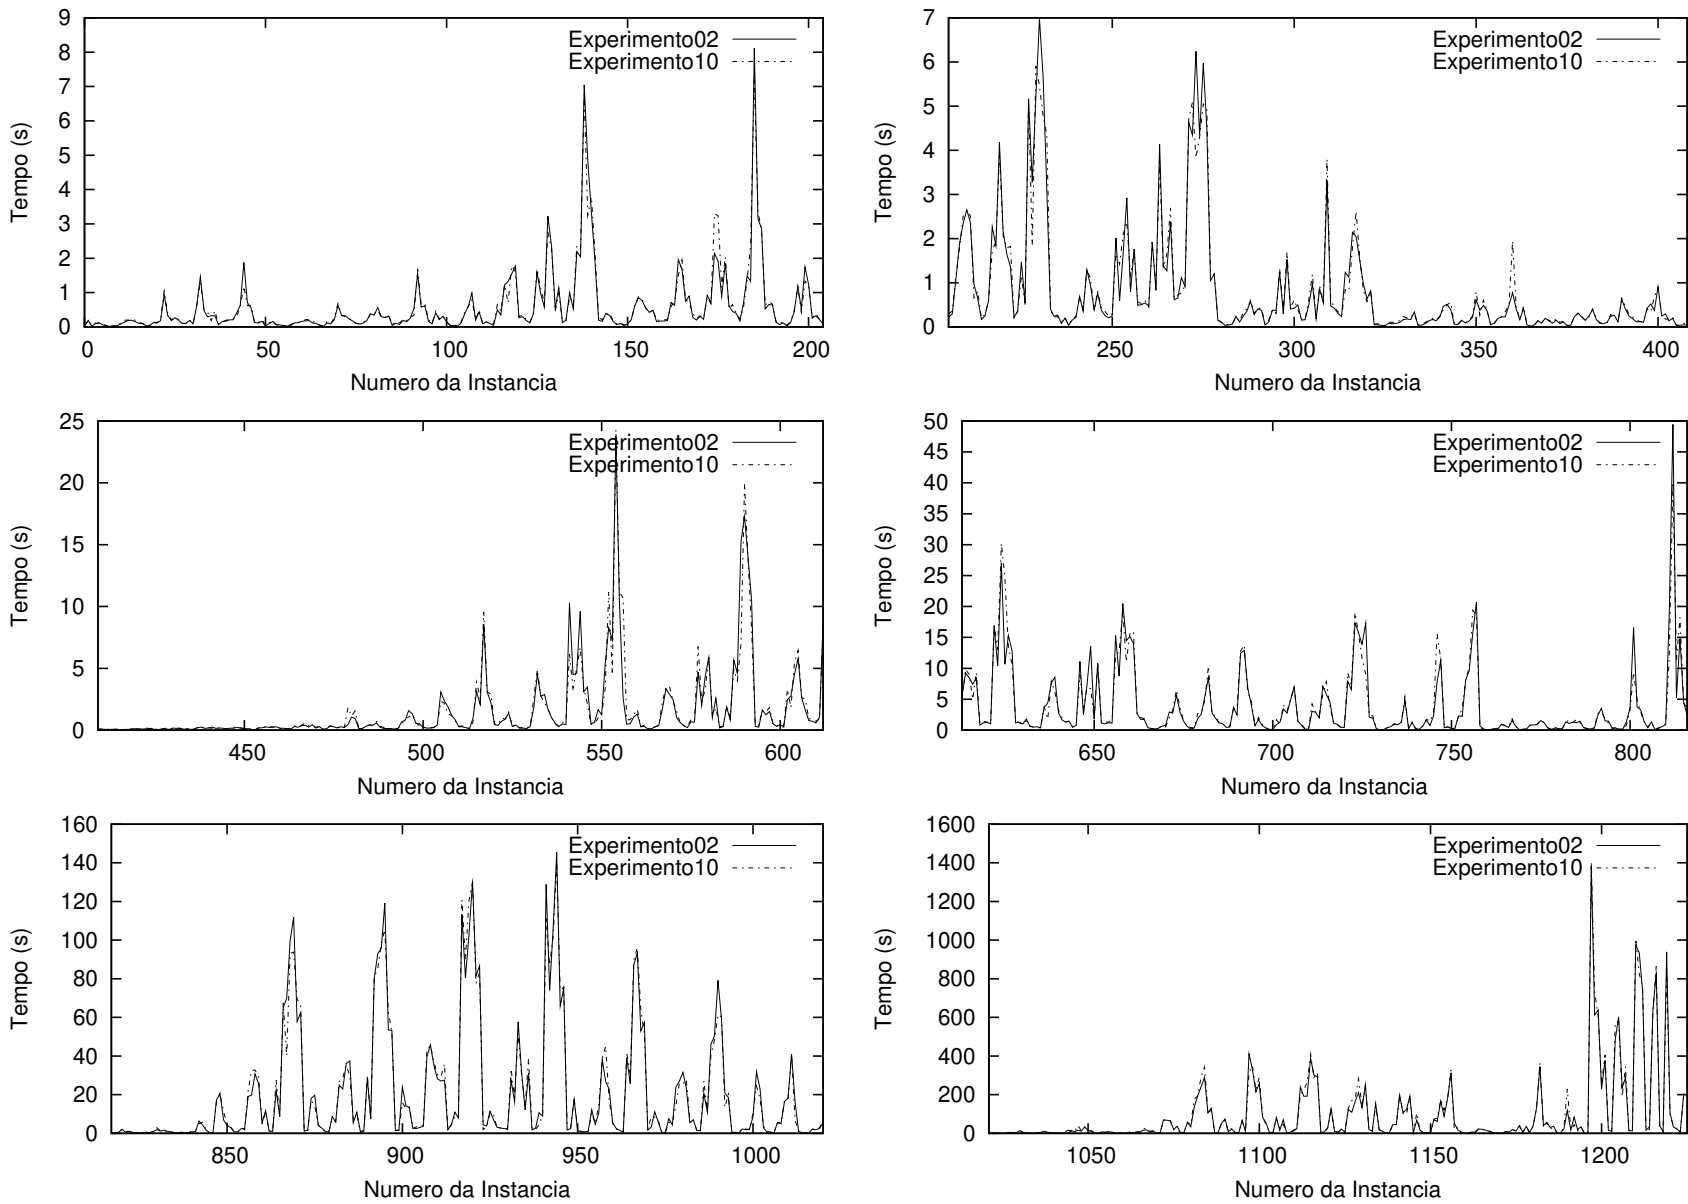 9
8
7
6
5
4
3
2
1
0
Tempo (s)
0 50 100 150 200
Numero da Instancia
Experimento02
Experimento10
7
6
5
4
3
2
1
0
Tempo (s)
250 300 350 400
Numero da Instancia
Experimento02
Experimento10
25
20
15
10
5
0
Tempo (s)
450 500 550 600
Numero da Instancia
Experimento02
Experimento10
50
45
40
35
30
25
20
15
10
5
0
Tempo (s)
650 700 750 800
Numero da Instancia
Experimento02
Experimento10
160
140
120
100
80
60
40
20
0
Tempo (s)
850 900 950 1000
Numero da Instancia
Experimento02
Experimento10
1600
1400
1200
1000
800
600
400
200
0
Tempo (s)
1050 1100 1150 1200
Numero da Instancia
Experimento02
Experimento10